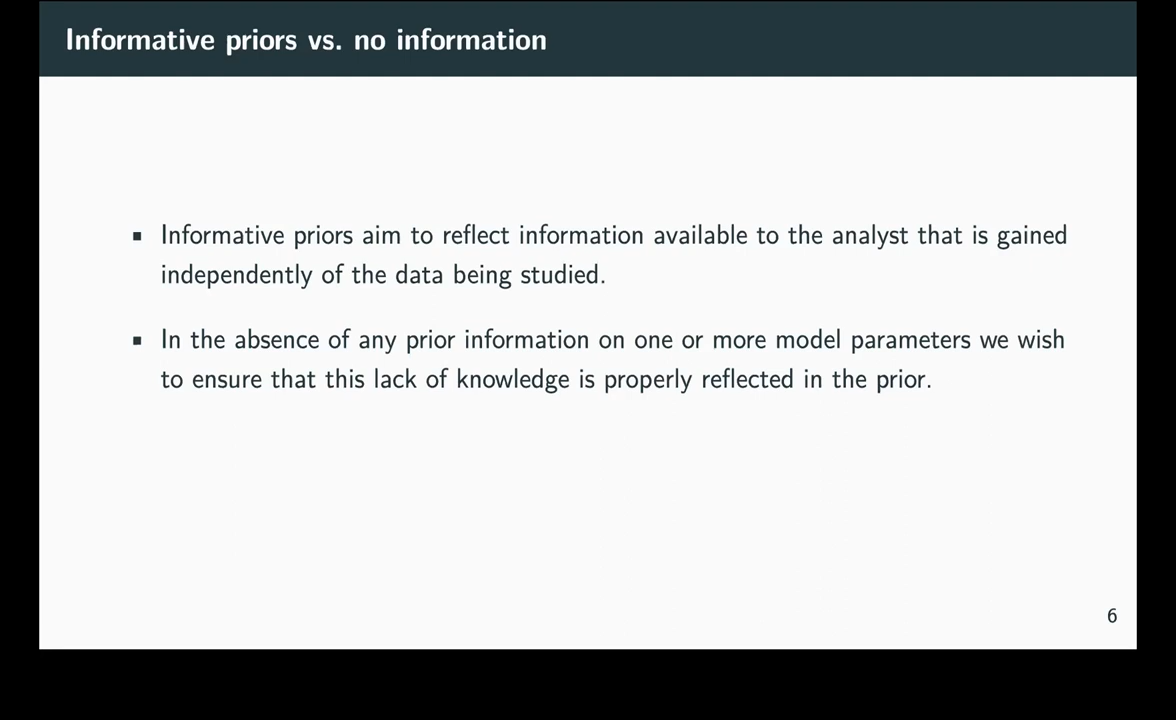 Informative priors vs. no information
▪ Informative priors aim to reflect information available to the analyst that is gained
independently of the data being studied.
▪ In the absence of any prior information on one or more model parameters we wish
to ensure that this lack of knowledge is properly reflected in the prior.
6